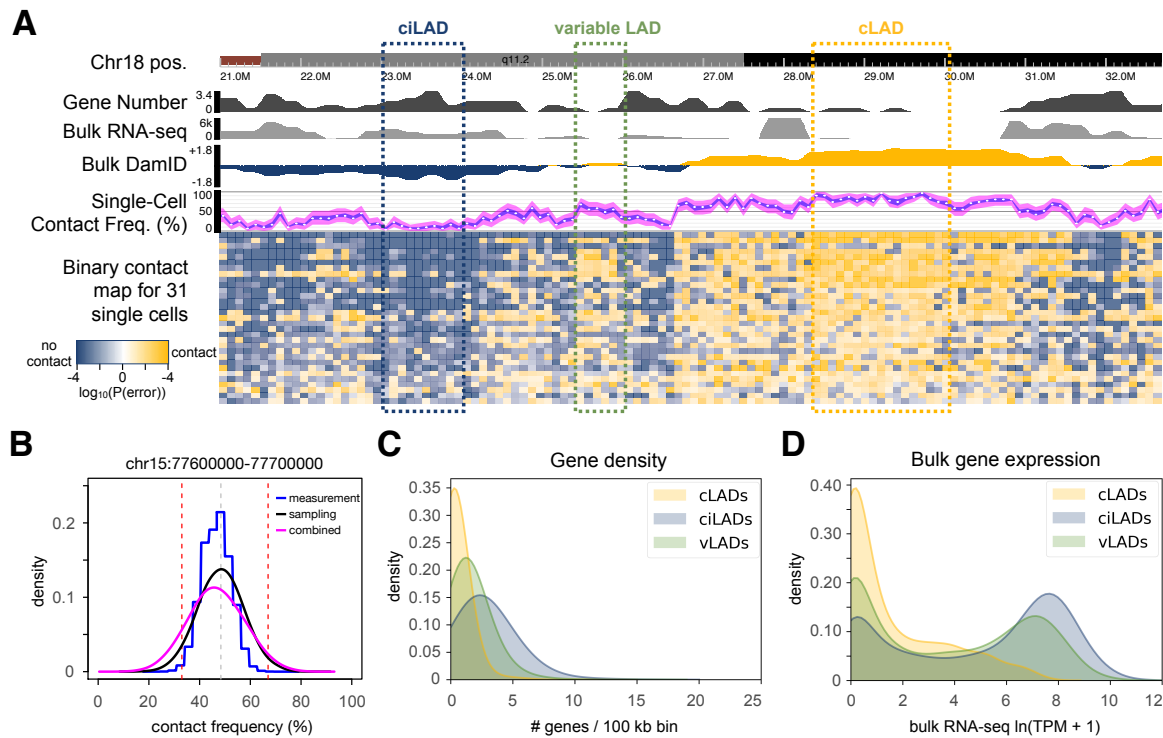 A
ciLAD variable LAD cLAD
Chr18 pos.
q11.2
21.0M 22.0M 23.0M 24.0M 25.0M 26.0M 27.0M 28.0M 29.0M 30.0M 31.0M 32.0M
Gene Number
3.4
0
Bulk RNA-seq
6k
0
Bulk DamID
+1.8
-1.8
Single-Cell
Contact Freq. (%)
100
50
0
Binary contact
map for 31
single cells
no
contact
contact
-4 0 -4
log₁₀(P(error))
B
chr15:77600000-77700000
measurement
sampling
combined
density
0.2
0.1
0
0 20 40 60 80 100
contact frequency (%)
C
Gene density
cLADs
ciLADs
vLADs
density
0.35
0.30
0.25
0.20
0.15
0.10
0.05
0
0 5 10 15 20 25
# genes / 100 kb bin
D
Bulk gene expression
cLADs
ciLADs
vLADs
density
0.40
0.30
0.20
0.10
0
0 2 4 6 8 10 12
bulk RNA-seq ln(TPM + 1)